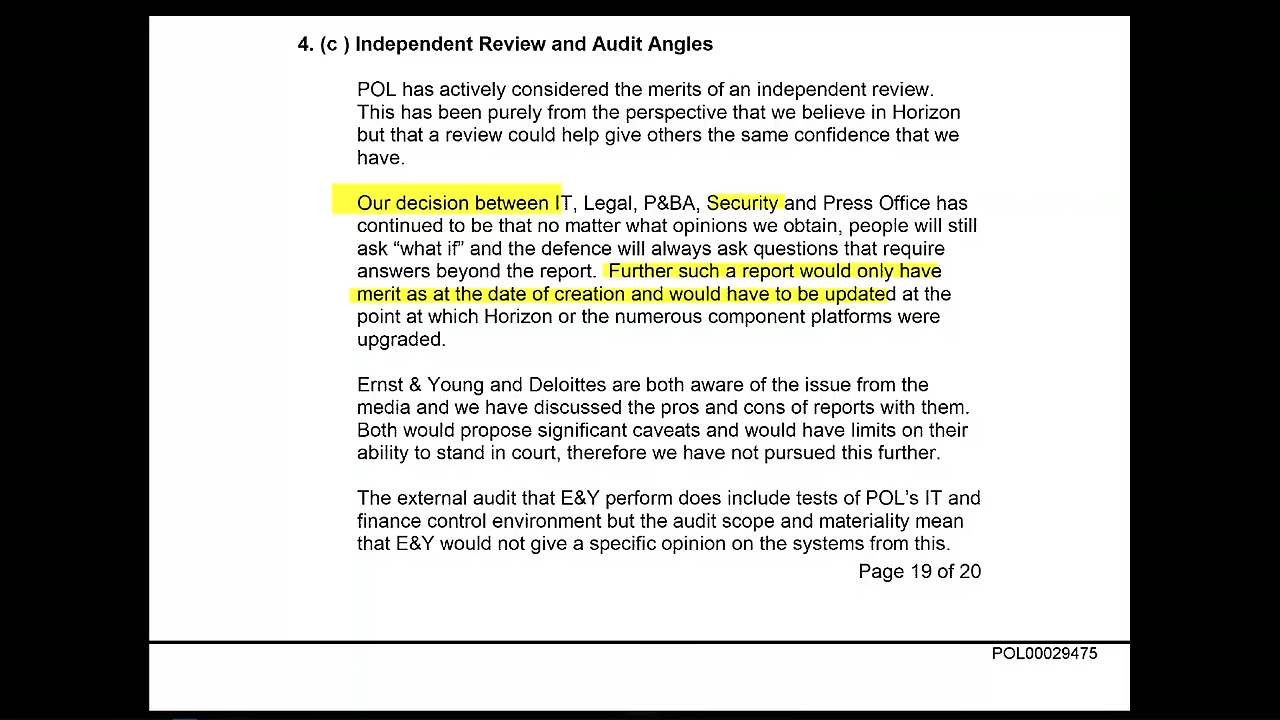 4. (c ) Independent Review and Audit Angles
POL has actively considered the merits of an independent review.
This has been purely from the perspective that we believe in Horizon
but that a review could help give others the same confidence that we
have.
Our decision between IT, Legal, P&BA, Security and Press Office has
continued to be that no matter what opinions we obtain, people will still
ask “what if” and the defence will always ask questions that require
answers beyond the report. Further such a report would only have
merit as at the date of creation and would have to be updated at the
point at which Horizon or the numerous component platforms were
upgraded.
Ernst & Young and Deloittes are both aware of the issue from the
media and we have discussed the pros and cons of reports with them.
Both would propose significant caveats and would have limits on their
ability to stand in court, therefore we have not pursued this further.
The external audit that E&Y perform does include tests of POL’s IT and
finance control environment but the audit scope and materiality mean
that E&Y would not give a specific opinion on the systems from this.
Page 19 of 20
POL00029475